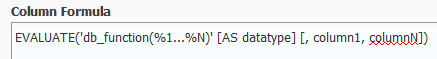 Column Formula
EVALUATE('db_function(%1...%N)' [AS datatype] [, column1, columnN])